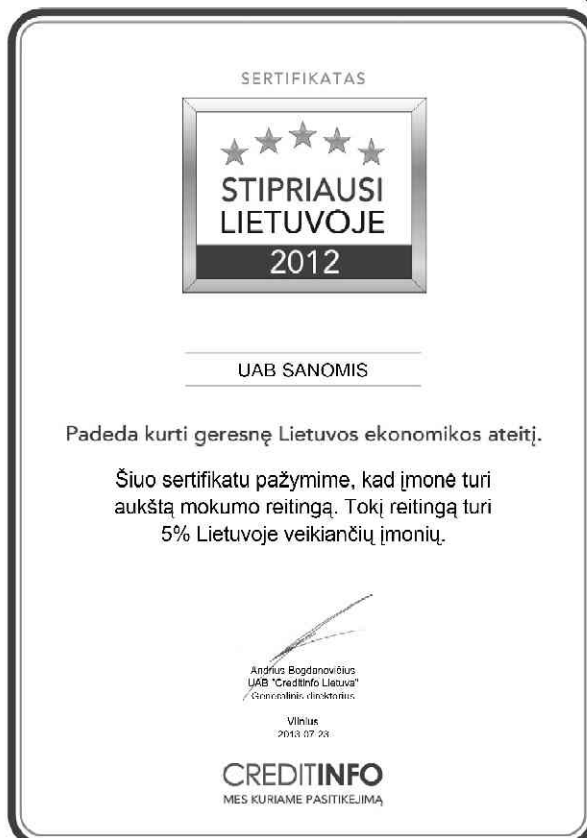 SERTIFIKATAS
STIPRIAUSI
LIETUVOJE
2012
UAB SANOMIS
Padeda kurti geresnę Lietuvos ekonomikos ateitį.
Šiuo sertifikatu pažymime, kad įmonė turi
aukštą mokumo reitingą. Tokį reitingą turi
5% Lietuvoje veikiančių įmonių.
Andrius Bogdanovičius
UAB "Creditinfo Lietuva"
Generalinis direktorius
Vilnius
2013 07 23
CREDITINFO
MES KURIAME PASITIKEJIMĄ